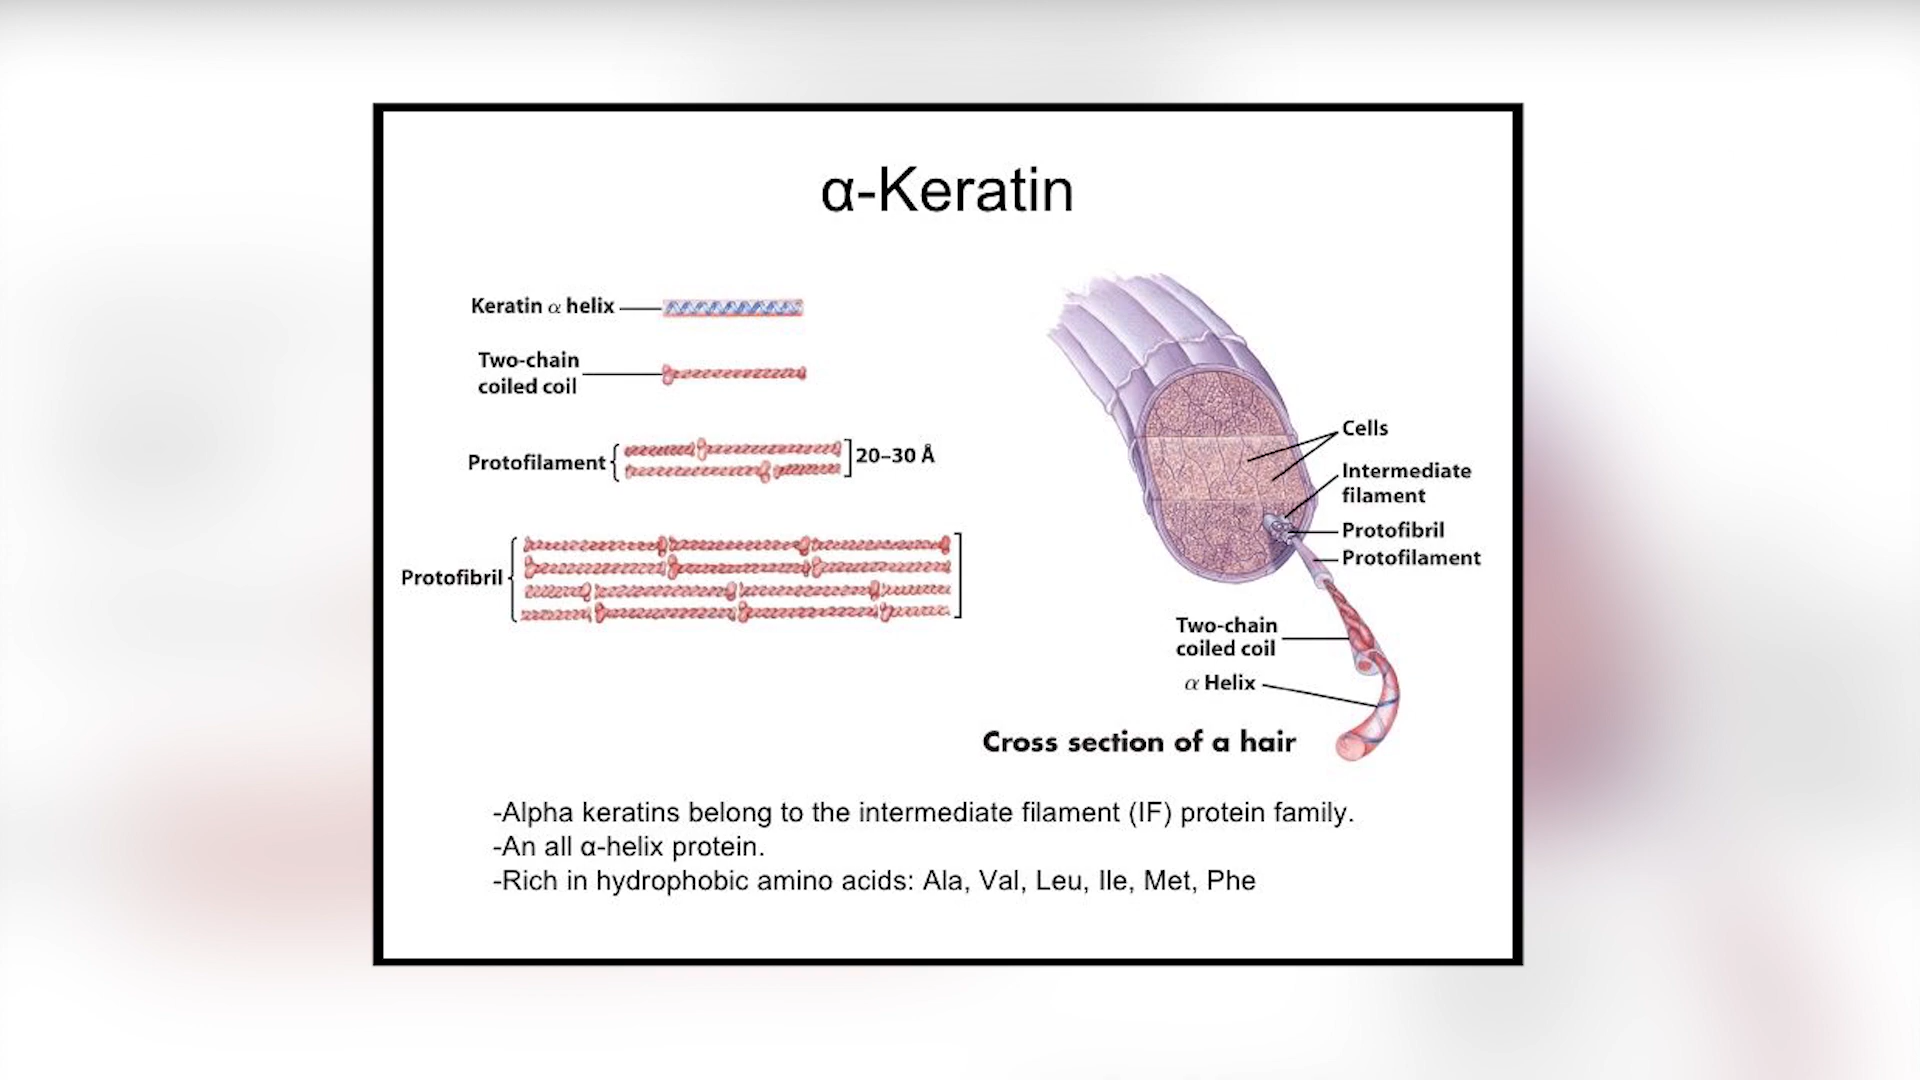 α-Keratin
Keratin α helix
Two-chain
coiled coil
Protofilament
20–30 Å
Protofibril
Cells
Intermediate
filament
Protofibril
Protofilament
Two-chain
coiled coil
α Helix
Cross section of a hair
-Alpha keratins belong to the intermediate filament (IF) protein family.
-An all α-helix protein.
-Rich in hydrophobic amino acids: Ala, Val, Leu, Ile, Met, Phe